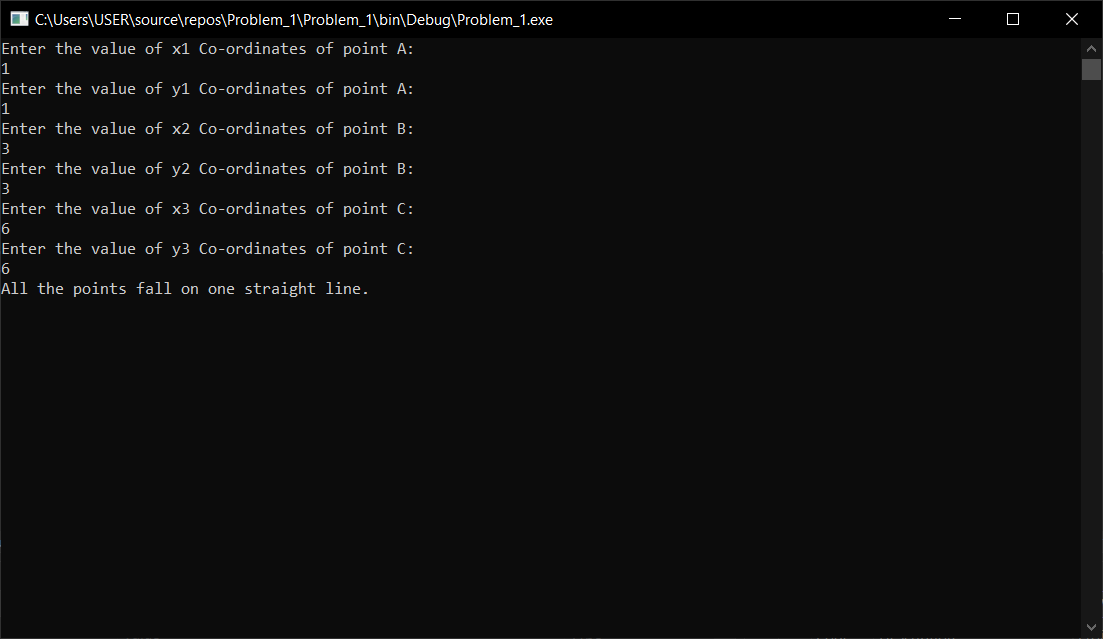 C:\Users\USER\source\repos\Problem_1\Problem_1\bin\Debug\Problem_1.exe
Enter the value of x1 Co-ordinates of point A:
1
Enter the value of y1 Co-ordinates of point A:
1
Enter the value of x2 Co-ordinates of point B:
3
Enter the value of y2 Co-ordinates of point B:
3
Enter the value of x3 Co-ordinates of point C:
6
Enter the value of y3 Co-ordinates of point C:
6
All the points fall on one straight line.